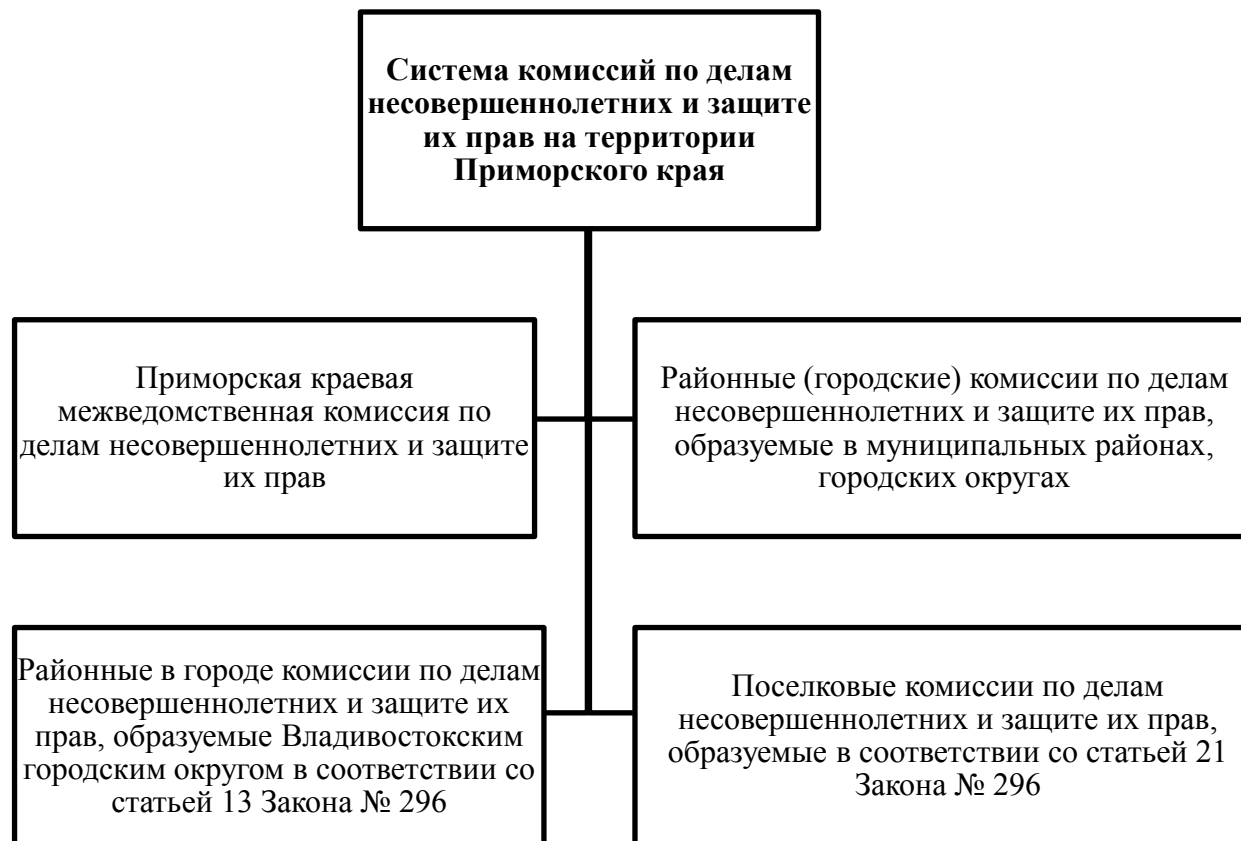 Система комиссий по делам
несовершеннолетних и защите
их прав на территории
Приморского края
Приморская краевая
межведомственная комиссия по
делам несовершеннолетних и защите
их прав
Районные (городские) комиссии по делам
несовершеннолетних и защите их прав,
образуемые в муниципальных районах,
городских округах
Районные в городе комиссии по делам
несовершеннолетних и защите их
прав, образуемые Владивостокским
городским округом в соответствии со
статьей 13 Закона № 296
Поселковые комиссии по делам
несовершеннолетних и защите их прав,
образуемые в соответствии со статьей 21
Закона № 296